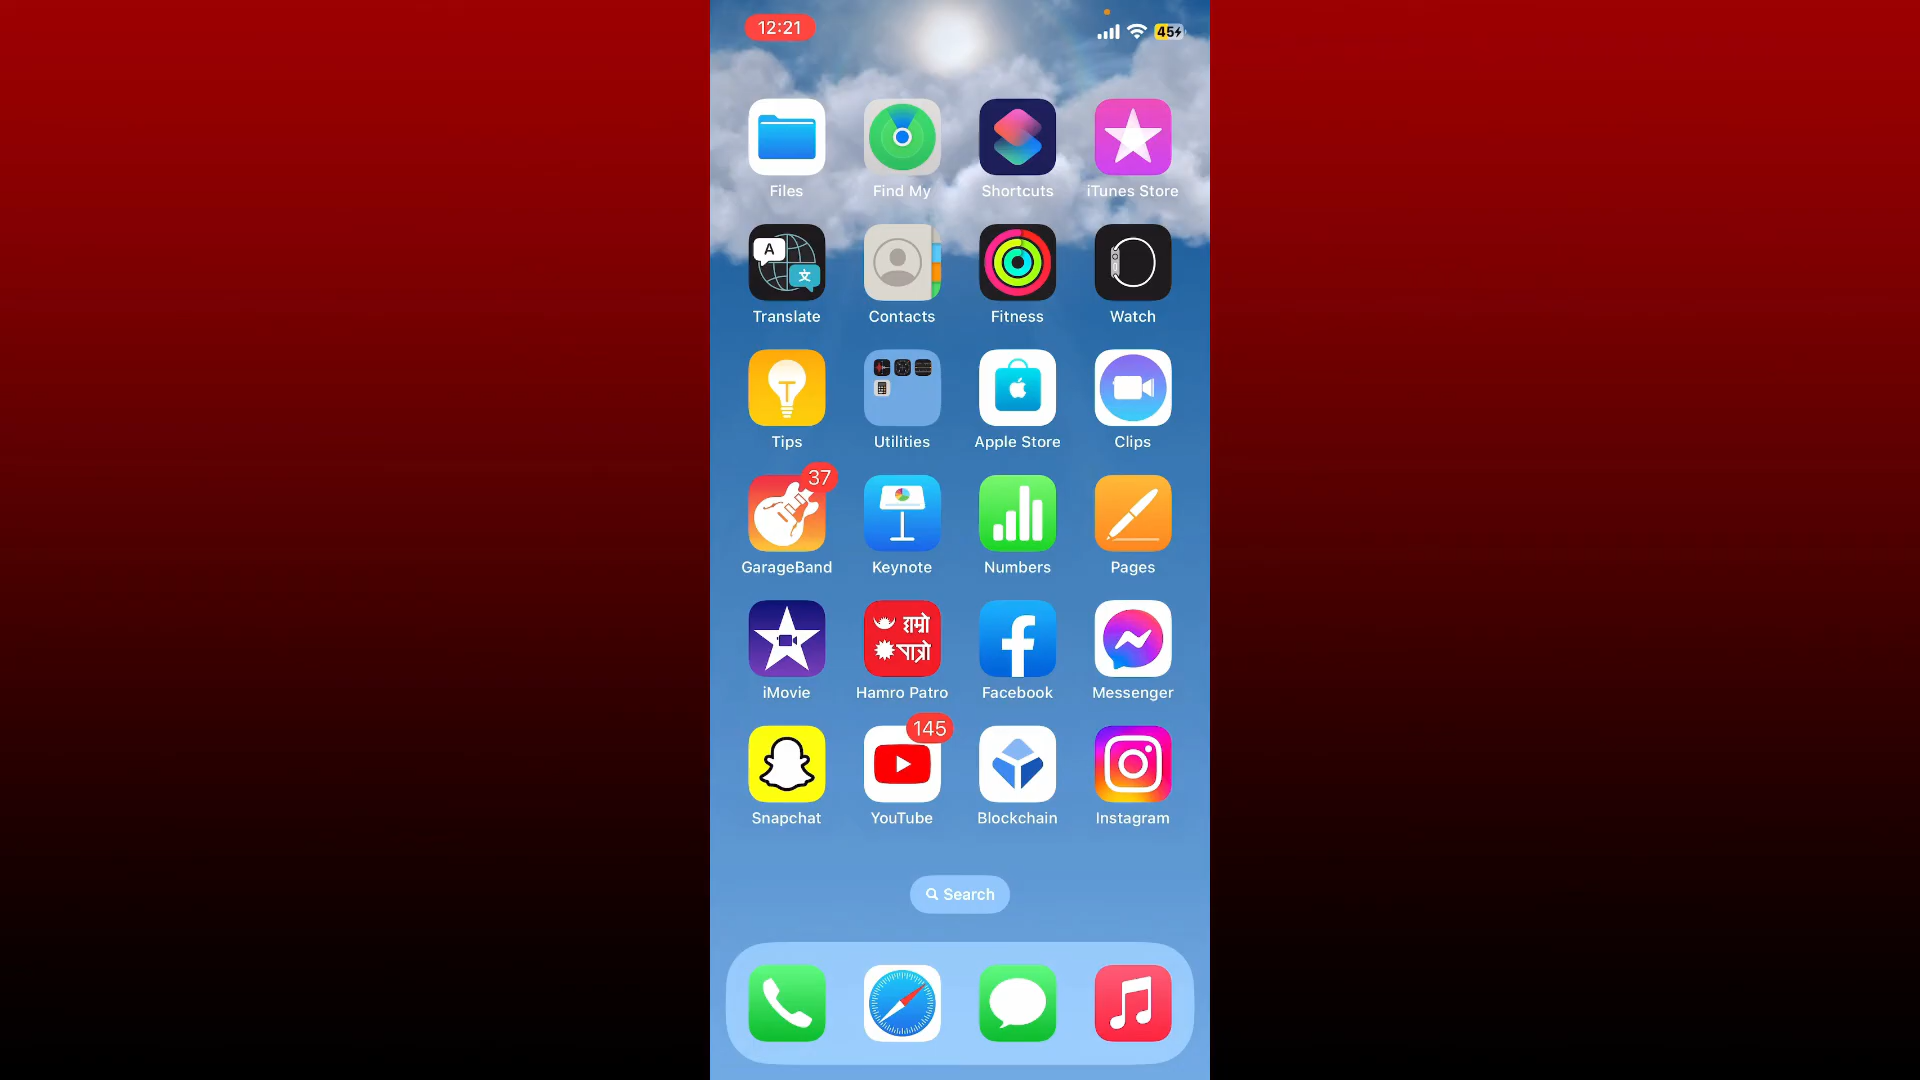 12:21
45
Files Find My Shortcuts iTunes Store
A
文
Translate Contacts Fitness Watch
Tips Utilities Apple Store Clips
37
GarageBand Keynote Numbers Pages
हाम्रो
पात्रो
iMovie Hamro Patro Facebook Messenger
145
Snapchat YouTube Blockchain Instagram
Search